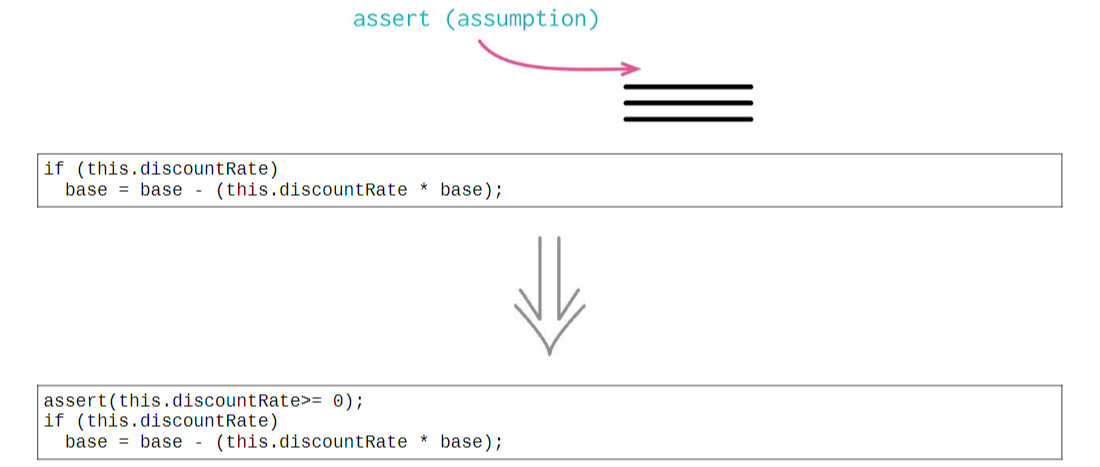 assert (assumption)
if (this.discountRate)
  base = base - (this.discountRate * base);
assert(this.discountRate>= 0);
if (this.discountRate)
  base = base - (this.discountRate * base);